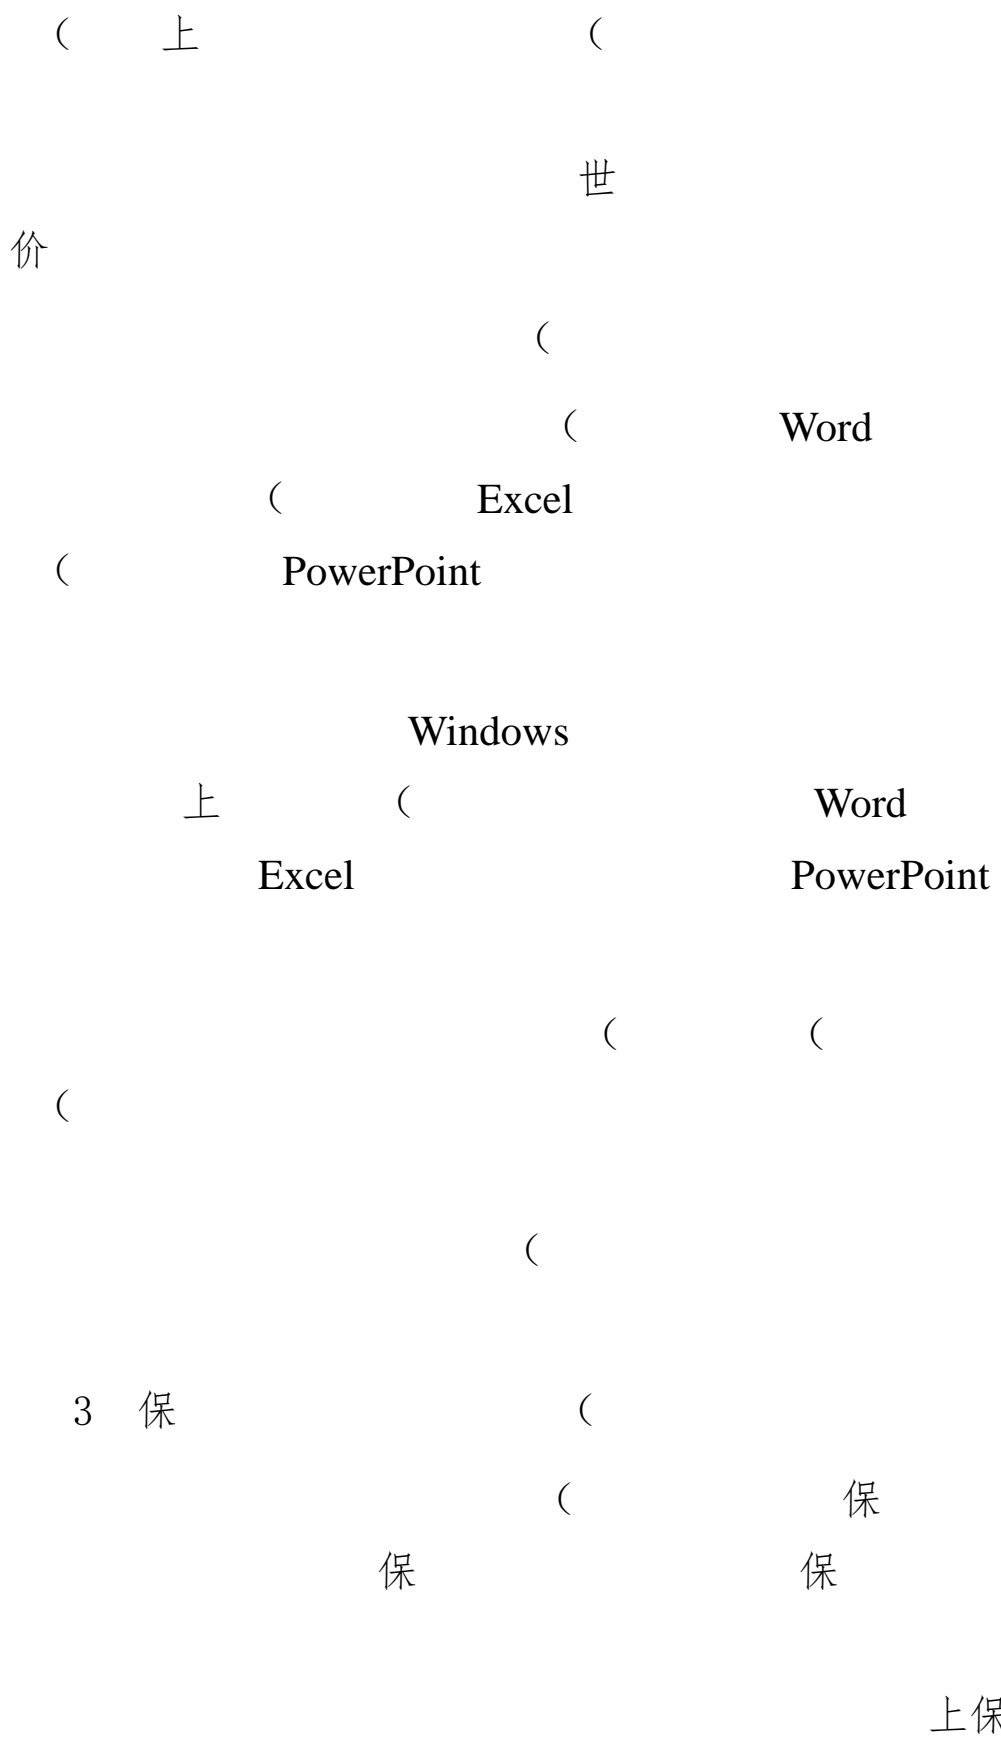 （ 上 （
世
价
（
（ Word
（ Excel
（ PowerPoint
Windows
上 （ Word
Excel PowerPoint
（ （
（
（
3 保 （
（ 保
保 保
上保